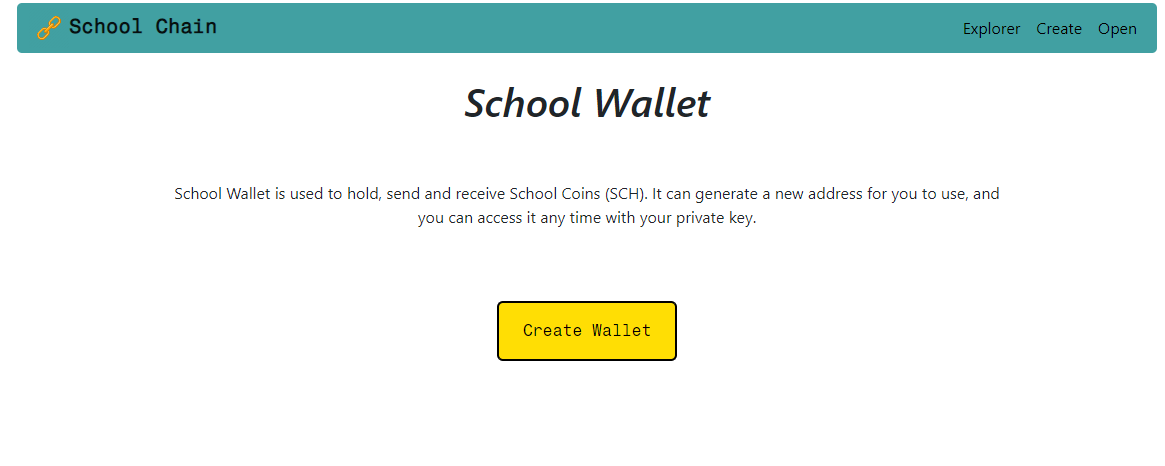 School Chain
Explorer Create Open
School Wallet
School Wallet is used to hold, send and receive School Coins (SCH). It can generate a new address for you to use, and
you can access it any time with your private key.
Create Wallet